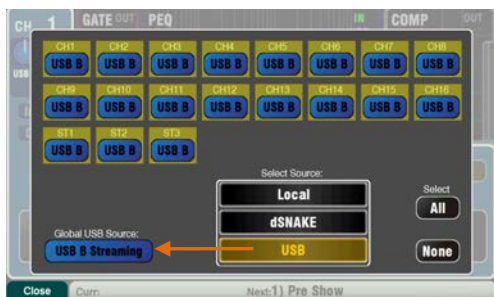 CH 1 GATE OUT PEQ IN COMP OUT
CH1 CH2 CH3 CH4 CH5 CH6 CH7 CH8
USB B USB B USB B USB B USB B USB B USB B USB B
CH9 CH10 CH11 CH12 CH13 CH14 CH15 CH16
USB B USB B USB B USB B USB B USB B USB B USB B
ST1 ST2 ST3
USB B USB B USB B
Select Source:
Local
Select
All
dSNAKE
Global USB Source:
USB B Streaming
USB
None
Close Curr: Next:1) Pre Show